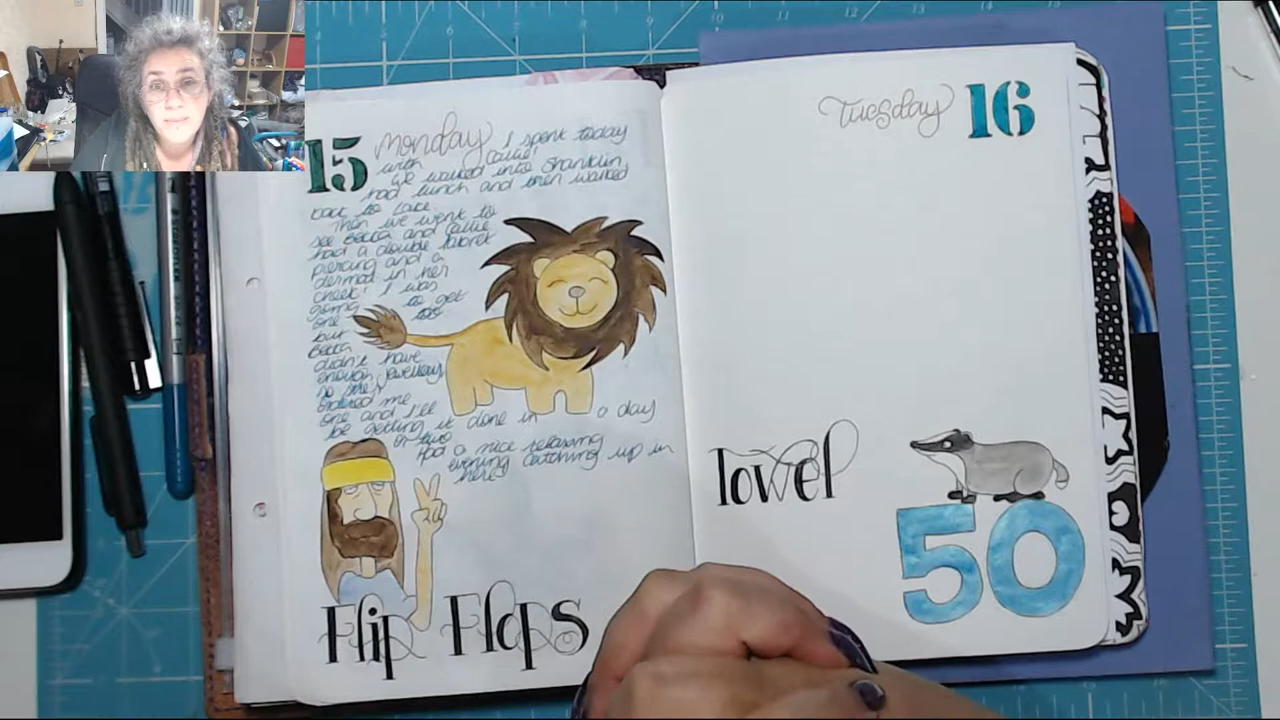 15 monday I spent today
with Callie!
We walked into Shanklin
had lunch and then walked
back to Lake.
Then we went to
see Becca and Callie
had a double labret
piercing and a
dermal in her
cheek! I was
going to get
one too
but
Becca
didn't have
enough jewellery
so she
ordered me
one and I'll
be getting it done in a day
or two
Had a nice relaxing
evening catching up in
here
Flip Flops
Tuesday 16
Towel
50